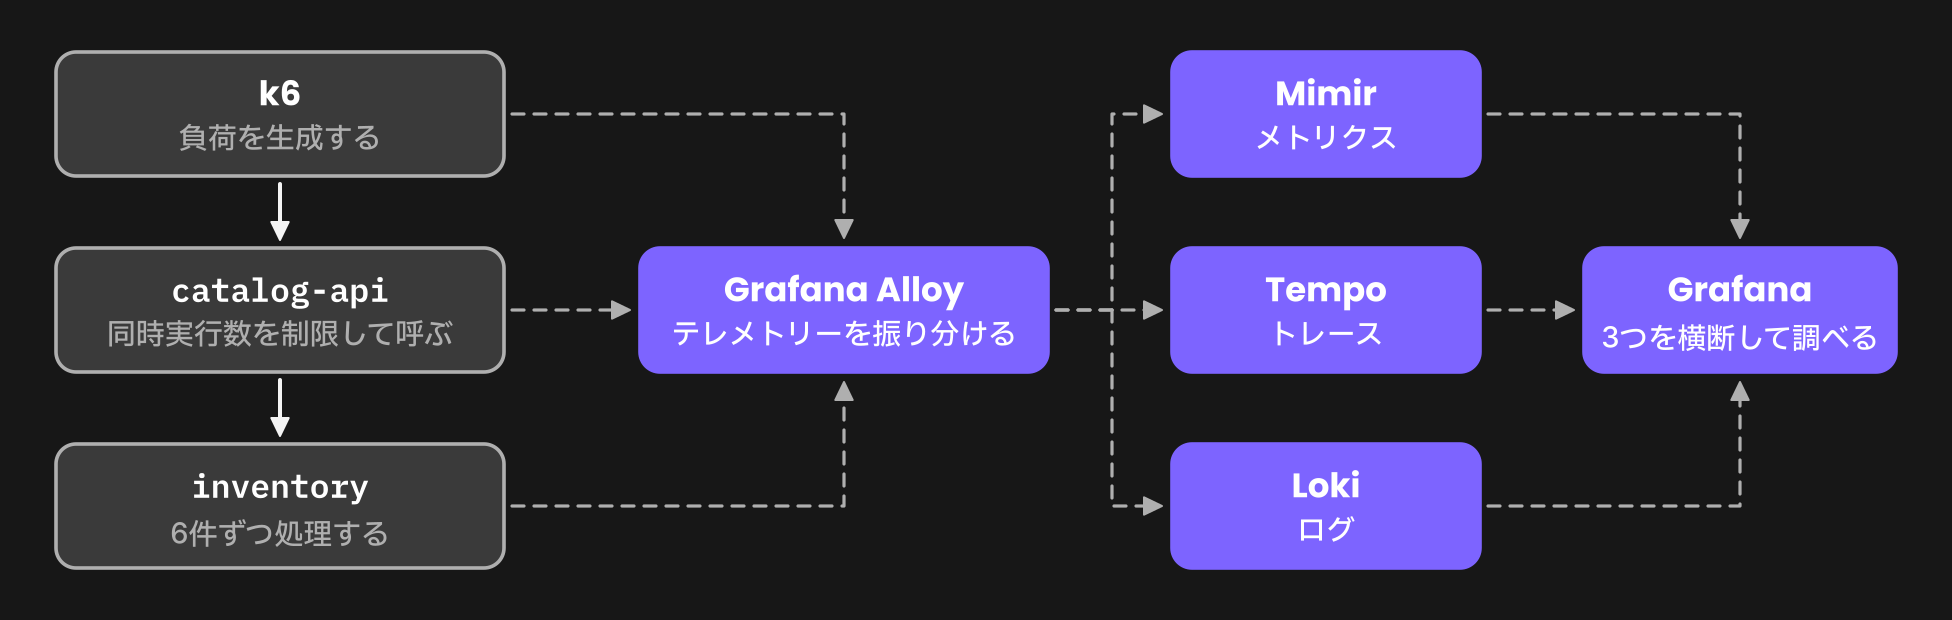 k6
負荷を生成する
catalog-api
同時実行数を制限して呼ぶ
inventory
6件ずつ処理する
Grafana Alloy
テレメトリーを振り分ける
Mimir
メトリクス
Tempo
トレース
Loki
ログ
Grafana
3つを横断して調べる